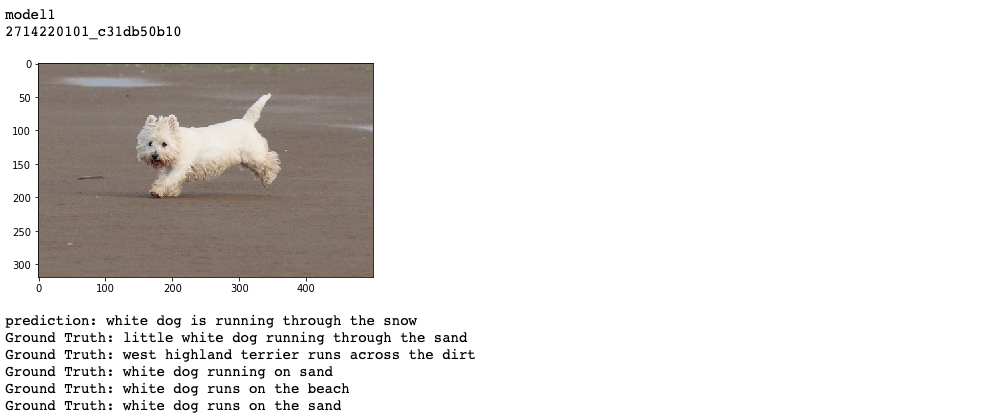 model1
2714220101_c31db50b10
0
50
100
150
200
250
300
0 100 200 300 400
prediction: white dog is running through the snow
Ground Truth: little white dog running through the sand
Ground Truth: west highland terrier runs across the dirt
Ground Truth: white dog running on sand
Ground Truth: white dog runs on the beach
Ground Truth: white dog runs on the sand